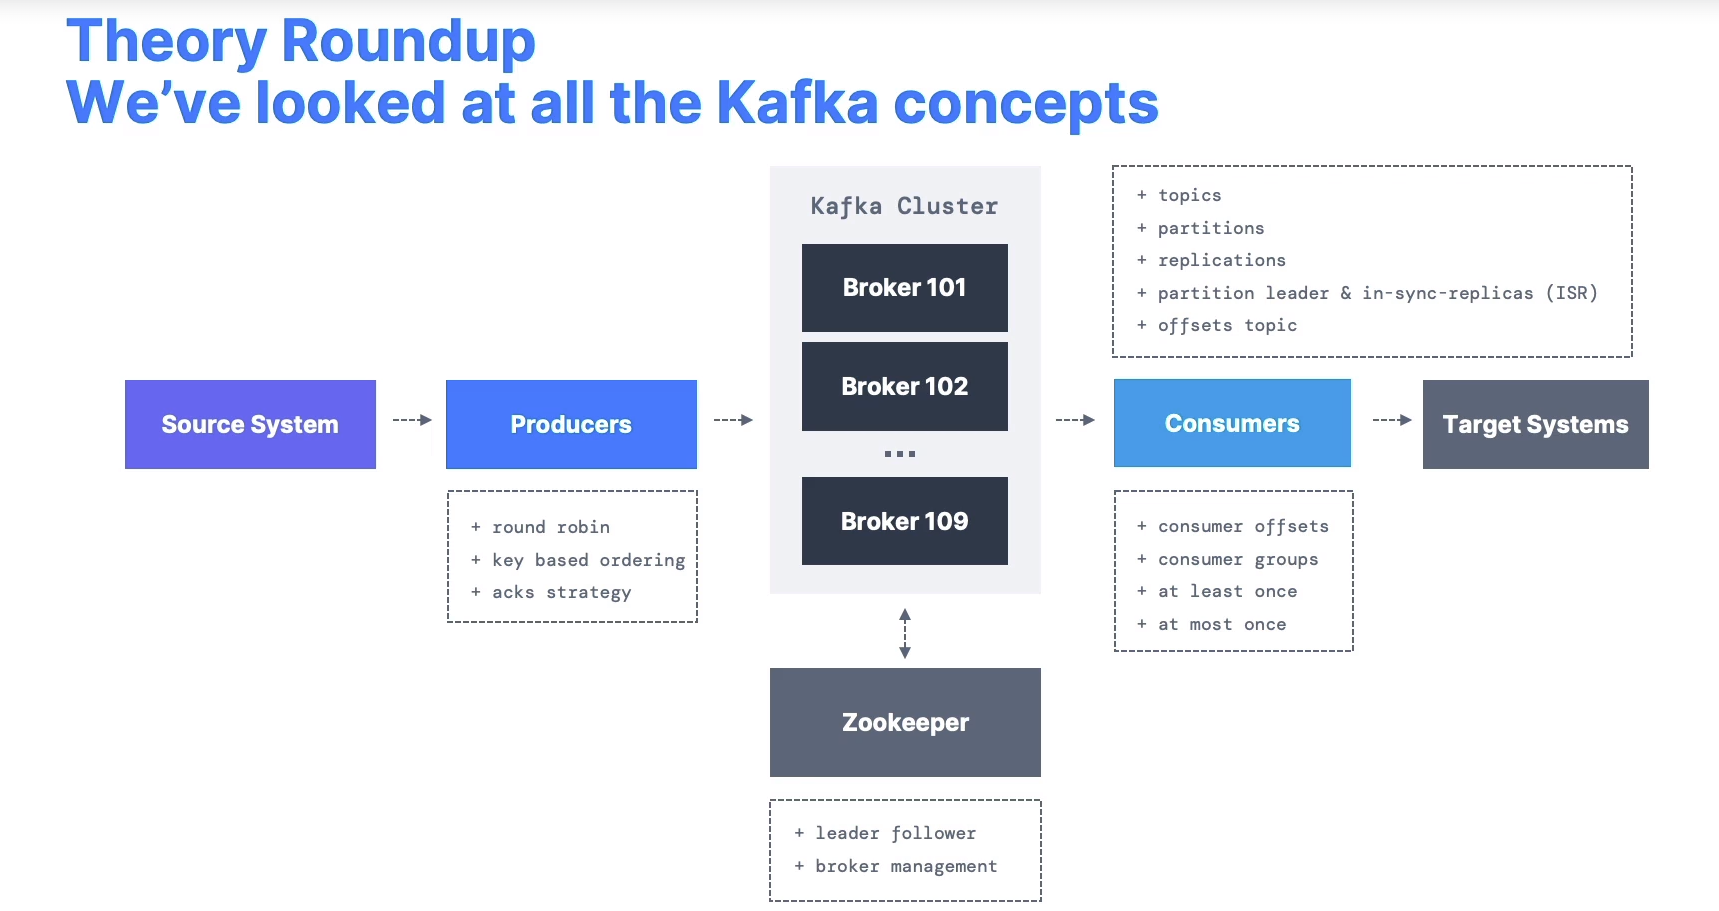 Theory Roundup
We've looked at all the Kafka concepts
Kafka Cluster
Broker 101
Broker 102
...
Broker 109
+ topics
+ partitions
+ replications
+ partition leader & in-sync-replicas (ISR)
+ offsets topic
Source System
Producers
Consumers
Target Systems
+ round robin
+ key based ordering
+ acks strategy
+ consumer offsets
+ consumer groups
+ at least once
+ at most once
Zookeeper
+ leader follower
+ broker management